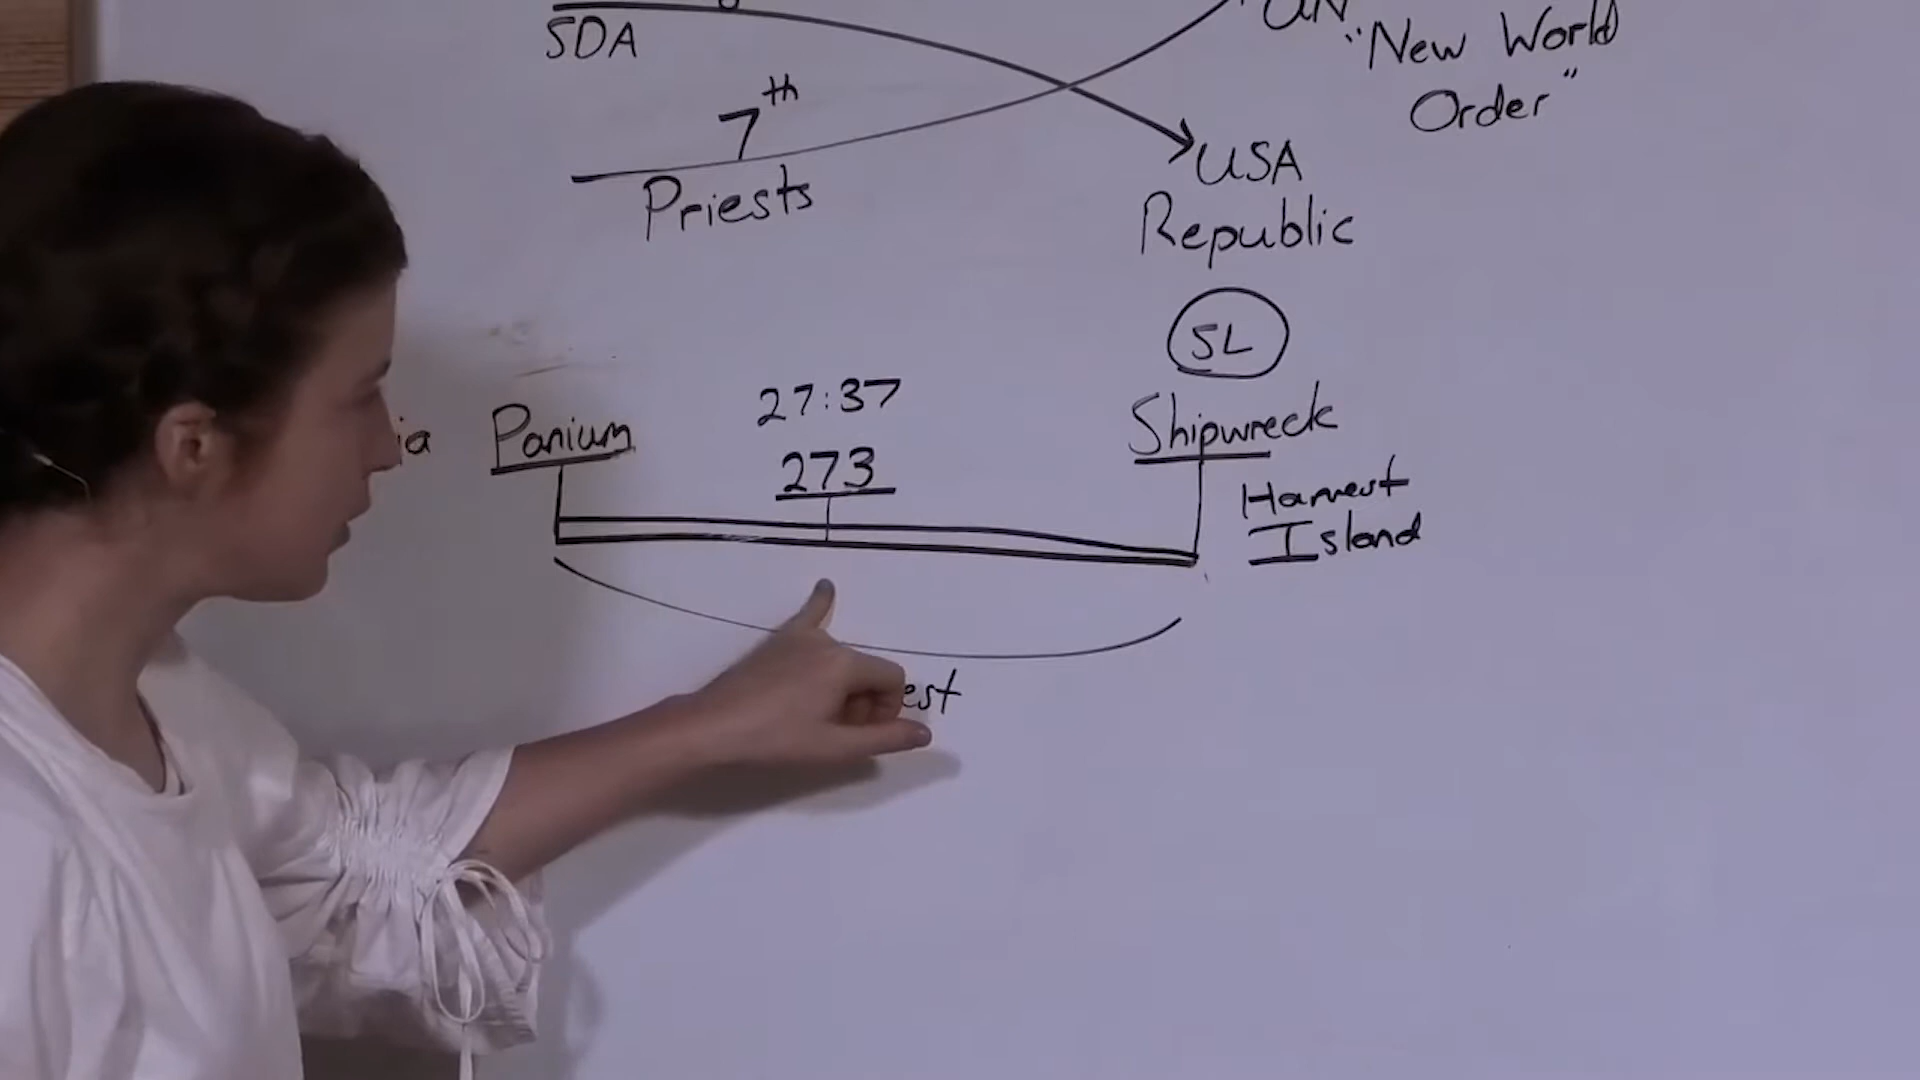 SDA
UN
"New World
Order"
7th
Priests
USA
Republic
SL
27:37
Panium
273
Shipwreck
Harvest
Island